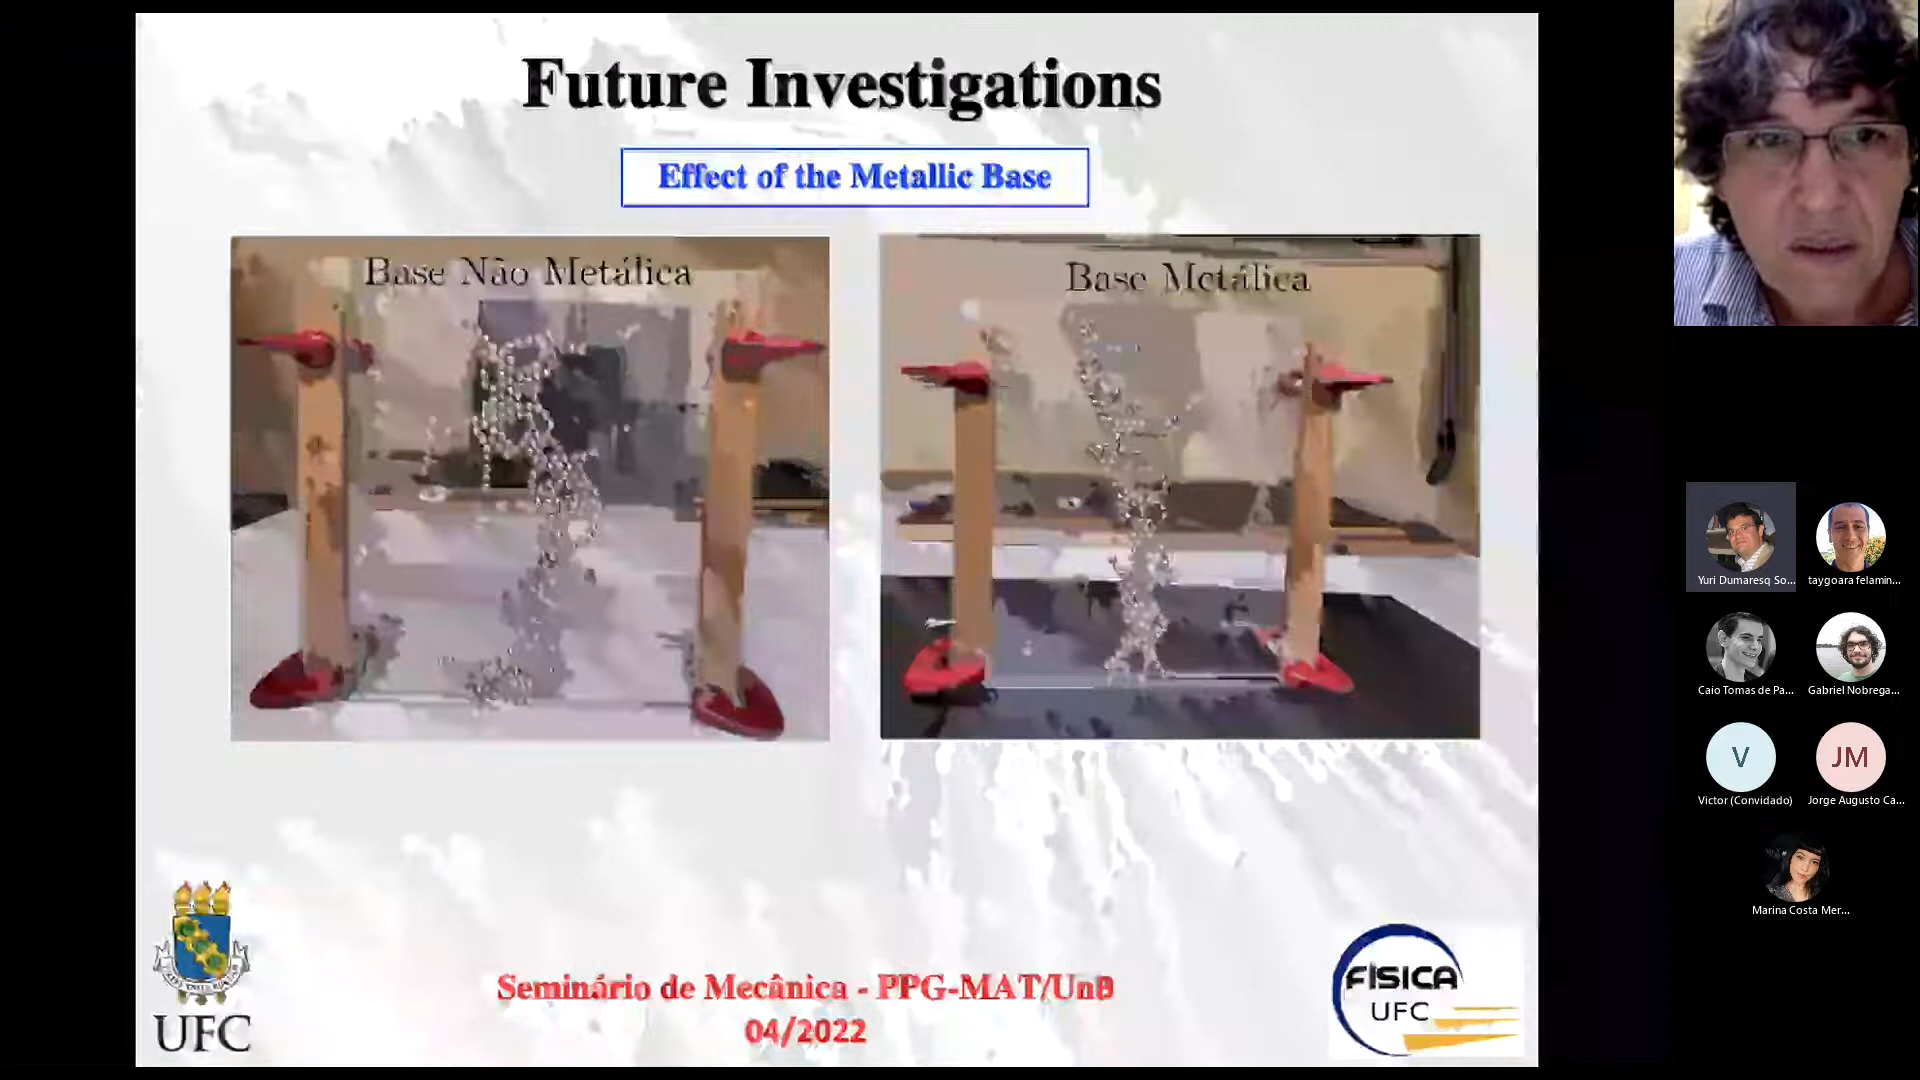 Future Investigations
Effect of the Metallic Base
Base Não Metálica
Base Metálica
Seminário de Mecânica - PPG-MAT/UnB
04/2022
UFC
FÍSICA
UFC
Yuri Dumaresq So...
taygoara felamin...
Caio Tomas de Pa...
Gabriel Nobrega...
V
JM
Victor (Convidado)
Jorge Augusto Ca...
Marina Costa Mer...